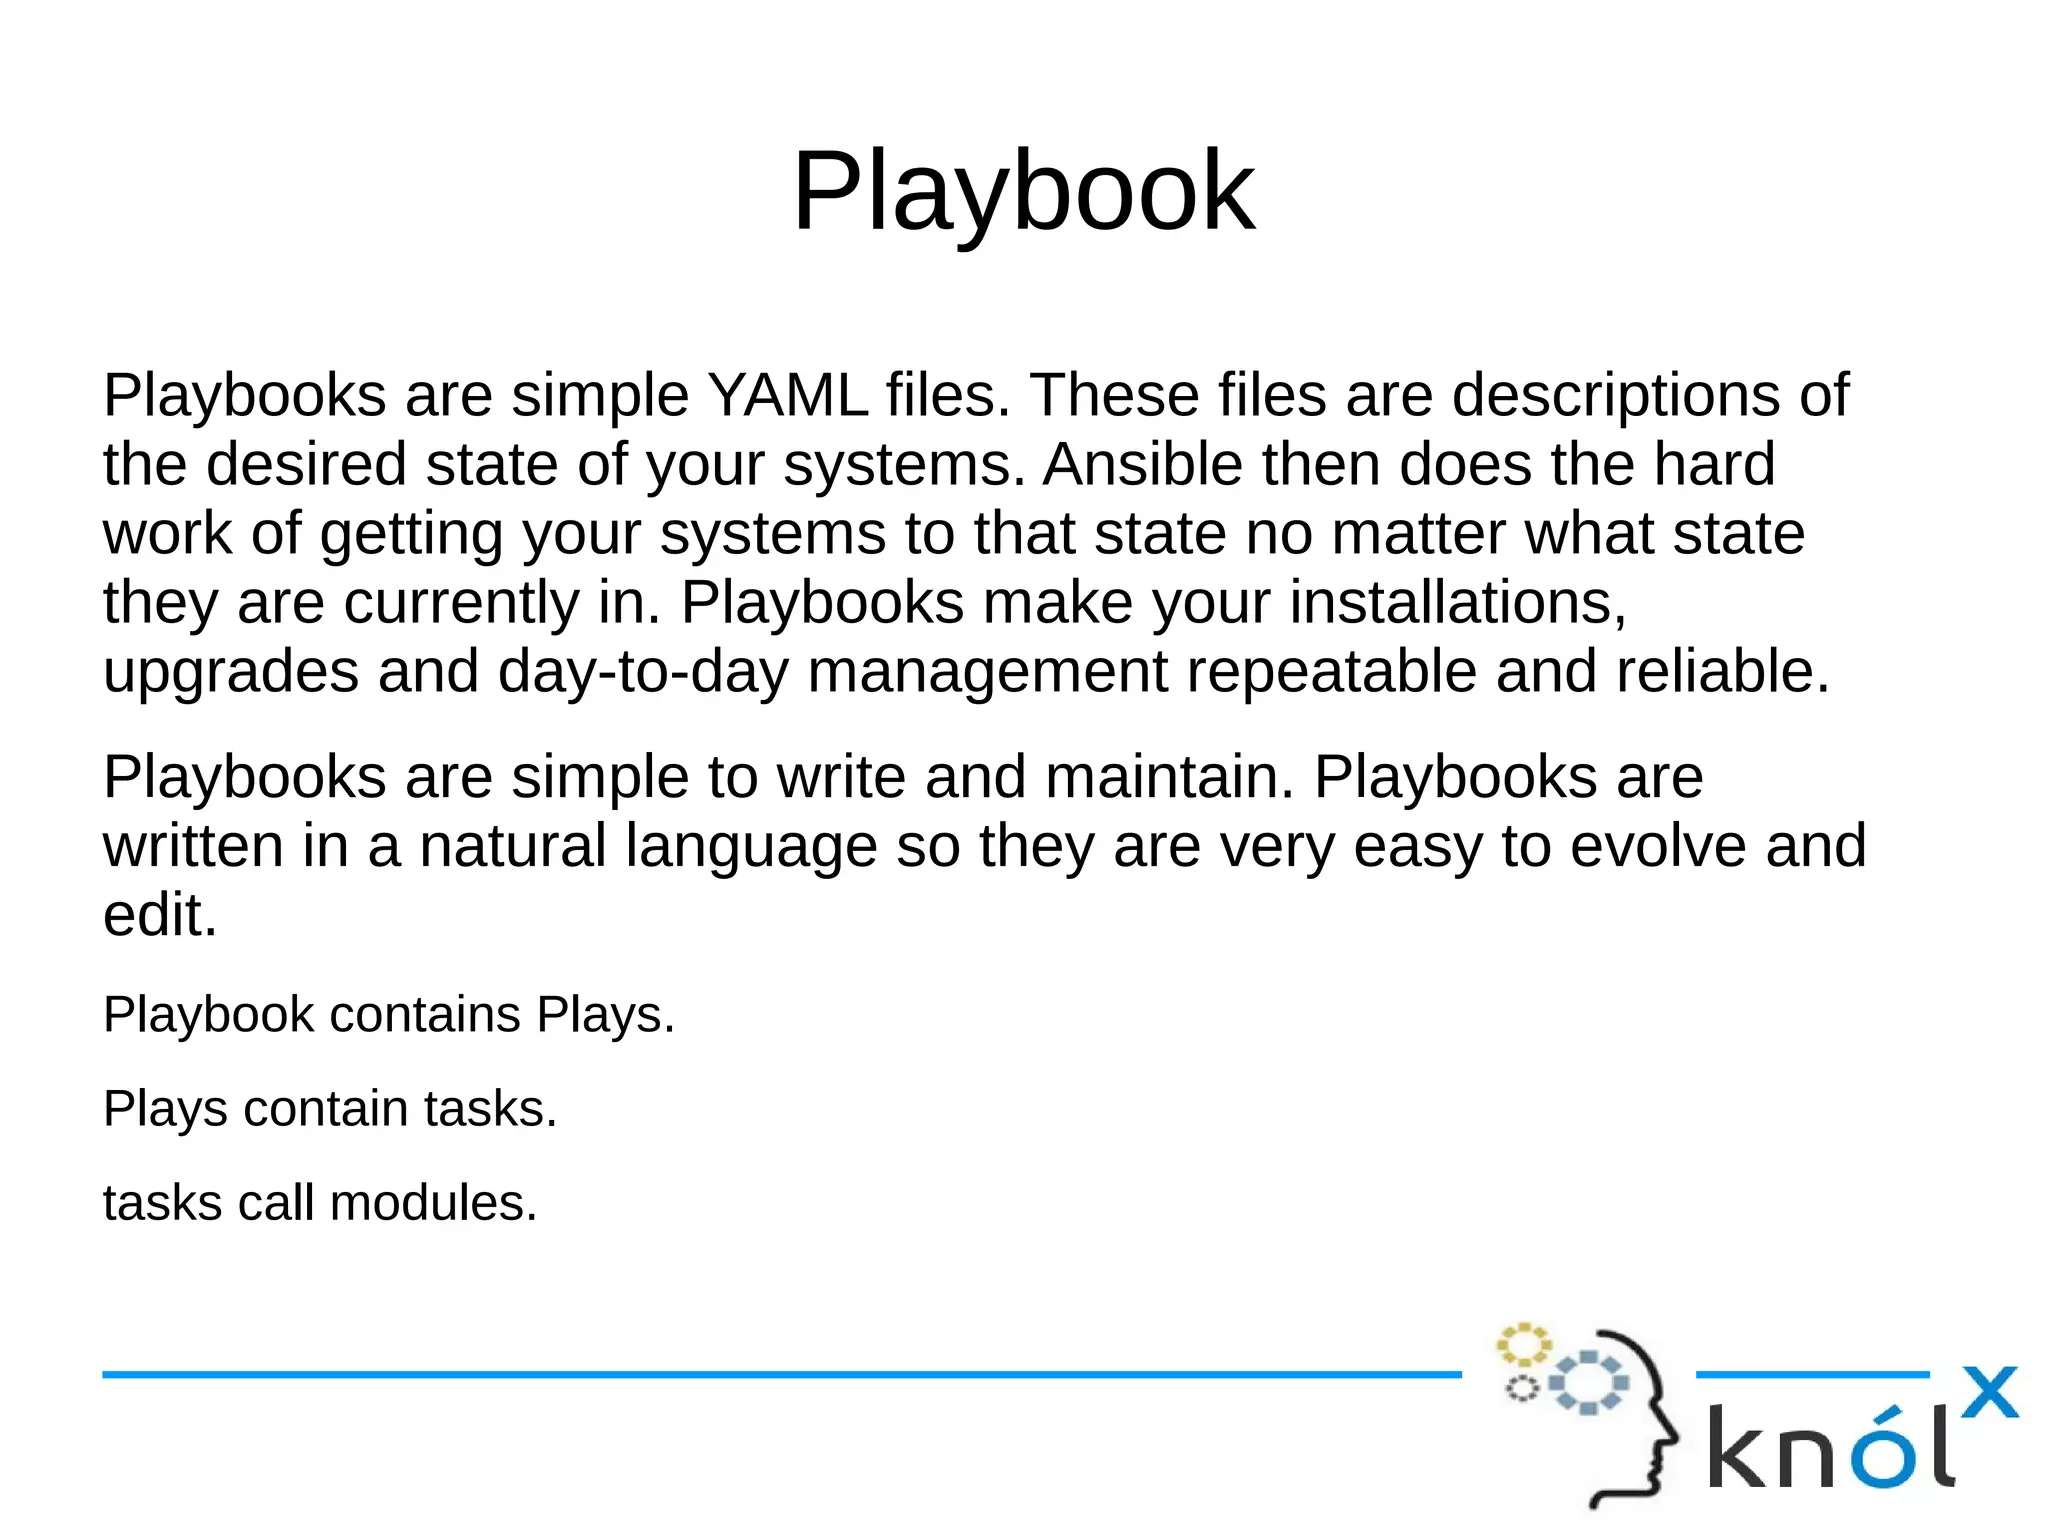 Playbook
Playbooks are simple YAML files. These files are descriptions of
the desired state of your systems. Ansible then does the hard
work of getting your systems to that state no matter what state
they are currently in. Playbooks make your installations,
upgrades and day-to-day management repeatable and reliable.
Playbooks are simple to write and maintain. Playbooks are
written in a natural language so they are very easy to evolve and
edit.
Playbook contains Plays.
Plays contain tasks.
tasks call modules.
knólx